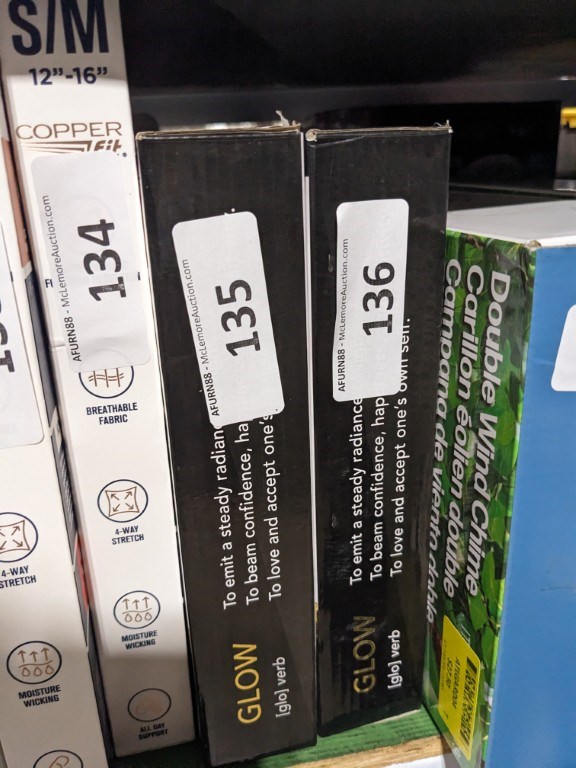 4-WAY
STRETCH
MOISTURE
WICKING
S/M
12"-16"
COPPER
Fit
134
AFURN88 - McLemoreAuction.com
BREATHABLE
FABRIC
4-WAY
STRETCH
MOISTURE
WICKING
ALL DAY
SUPPORT
135
AFURN88 - McLemoreAuction.com
GLOW
[glo] verb
To emit a steady radian
To beam confidence, ha
To love and accept one's
136
AFURN88 - McLemoreAuction.com
GLOW
[glo] verb
To emit a steady radiance
To beam confidence, hap
To love and accept one's own self.
Double Wind Chime
Carillon éolien double
Campana de viento doble